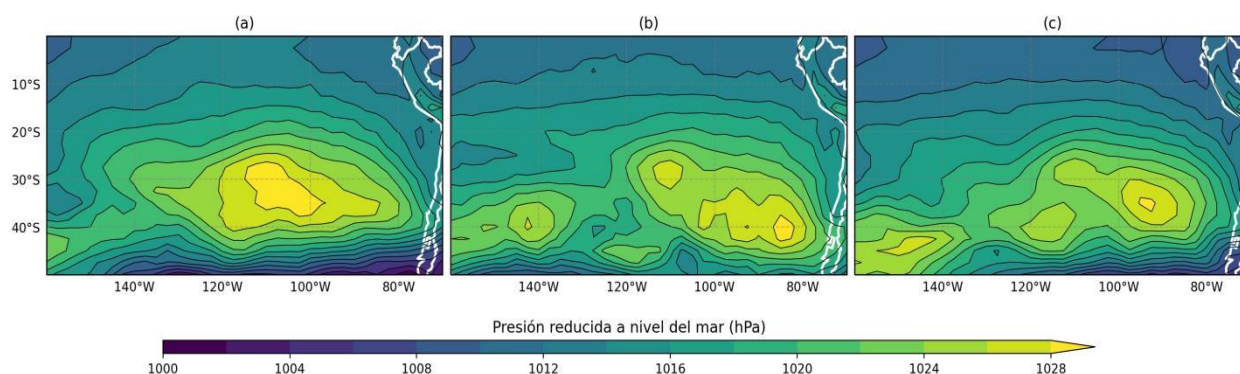 (a) (b) (c)
10°S
20°S
30°S
40°S
140°W 120°W 100°W 80°W 140°W 120°W 100°W 80°W 140°W 120°W 100°W 80°W
Presión reducida a nivel del mar (hPa)
1000 1004 1008 1012 1016 1020 1024 1028